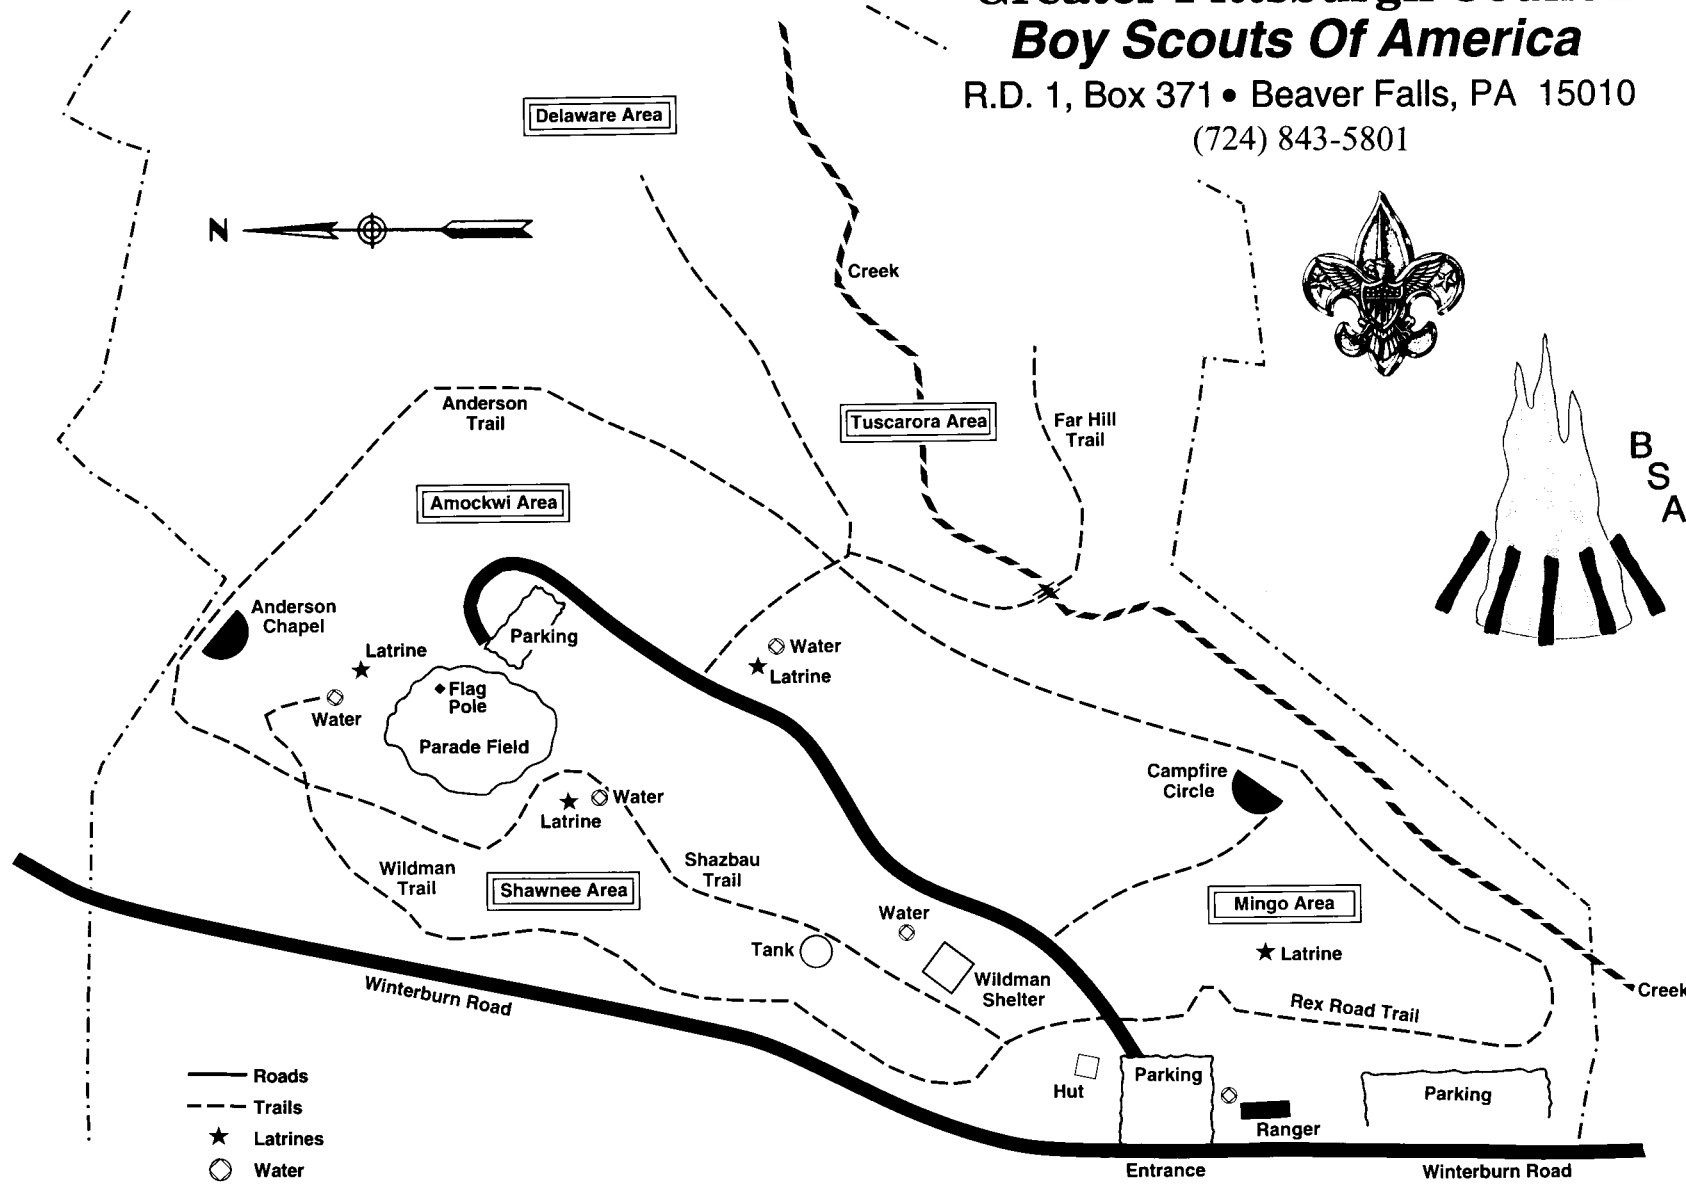 Boy Scouts Of America
R.D. 1, Box 371 • Beaver Falls, PA 15010
(724) 843-5801
Delaware Area
N
Creek
Anderson
Trail
Tuscarora Area
Far Hill
Trail
B
S
A
Amockwi Area
Anderson
Chapel
Parking
Latrine
Water
Latrine
Flag
Pole
Water
Parade Field
Campfire
Circle
Water
Latrine
Wildman
Trail
Shazbau
Trail
Shawnee Area
Mingo Area
Water
Tank
Latrine
Wildman
Shelter
Creek
Winterburn Road
Rex Road Trail
Hut
Parking
Parking
Ranger
Roads
Trails
Latrines
Water
Entrance
Winterburn Road